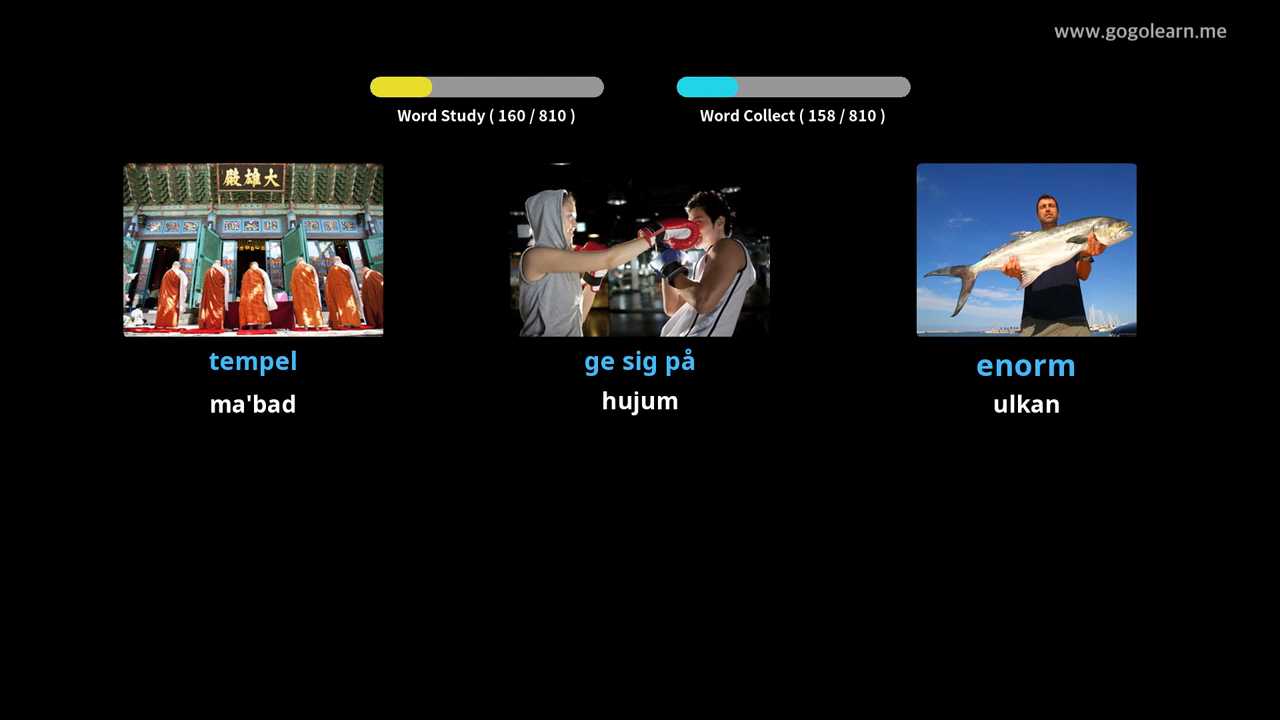 www.gogolearn.me
Word Study ( 160 / 810 )
Word Collect ( 158 / 810 )
殿雄大
tempel
ge sig på
enorm
ma'bad
hujum
ulkan